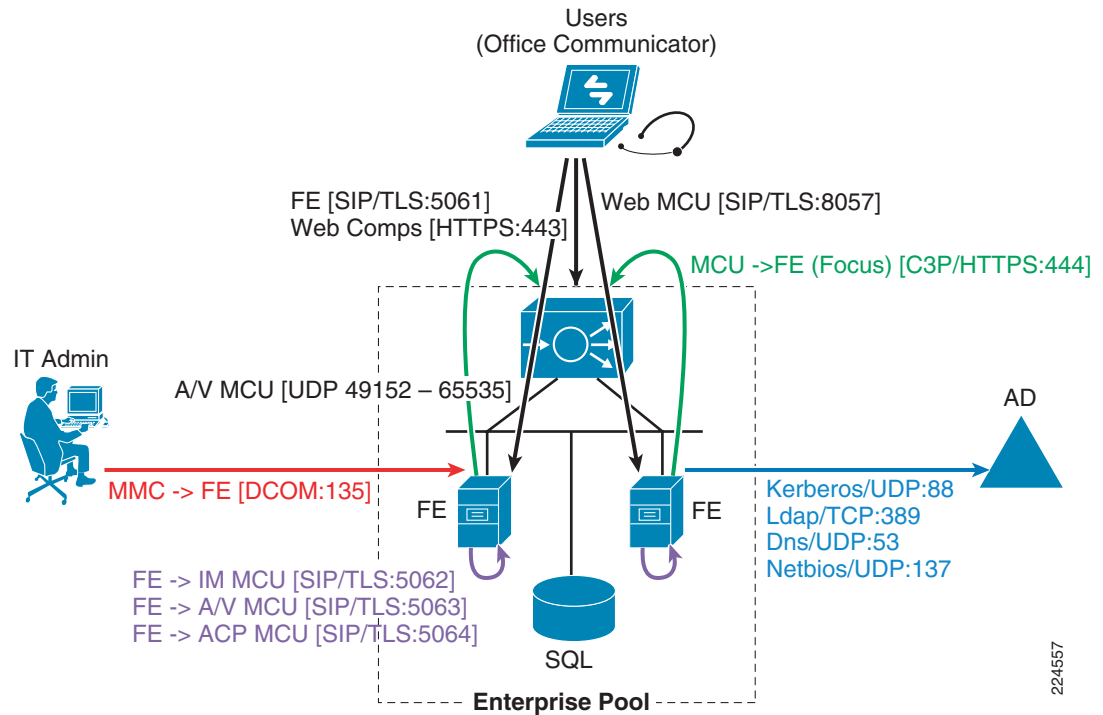 Users
(Office Communicator)
FE [SIP/TLS:5061]
Web Comps [HTTPS:443]
Web MCU [SIP/TLS:8057]
MCU ->FE (Focus) [C3P/HTTPS:444]
IT Admin
A/V MCU [UDP 49152 – 65535]
AD
MMC -> FE [DCOM:135]
FE
FE
Kerberos/UDP:88
Ldap/TCP:389
Dns/UDP:53
Netbios/UDP:137
FE -> IM MCU [SIP/TLS:5062]
FE -> A/V MCU [SIP/TLS:5063]
FE -> ACP MCU [SIP/TLS:5064]
SQL
Enterprise Pool
224557